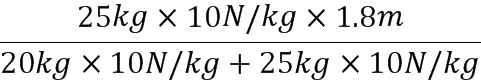 25kg × 10N/kg × 1.8m
20kg × 10N/kg + 25kg × 10N/kg